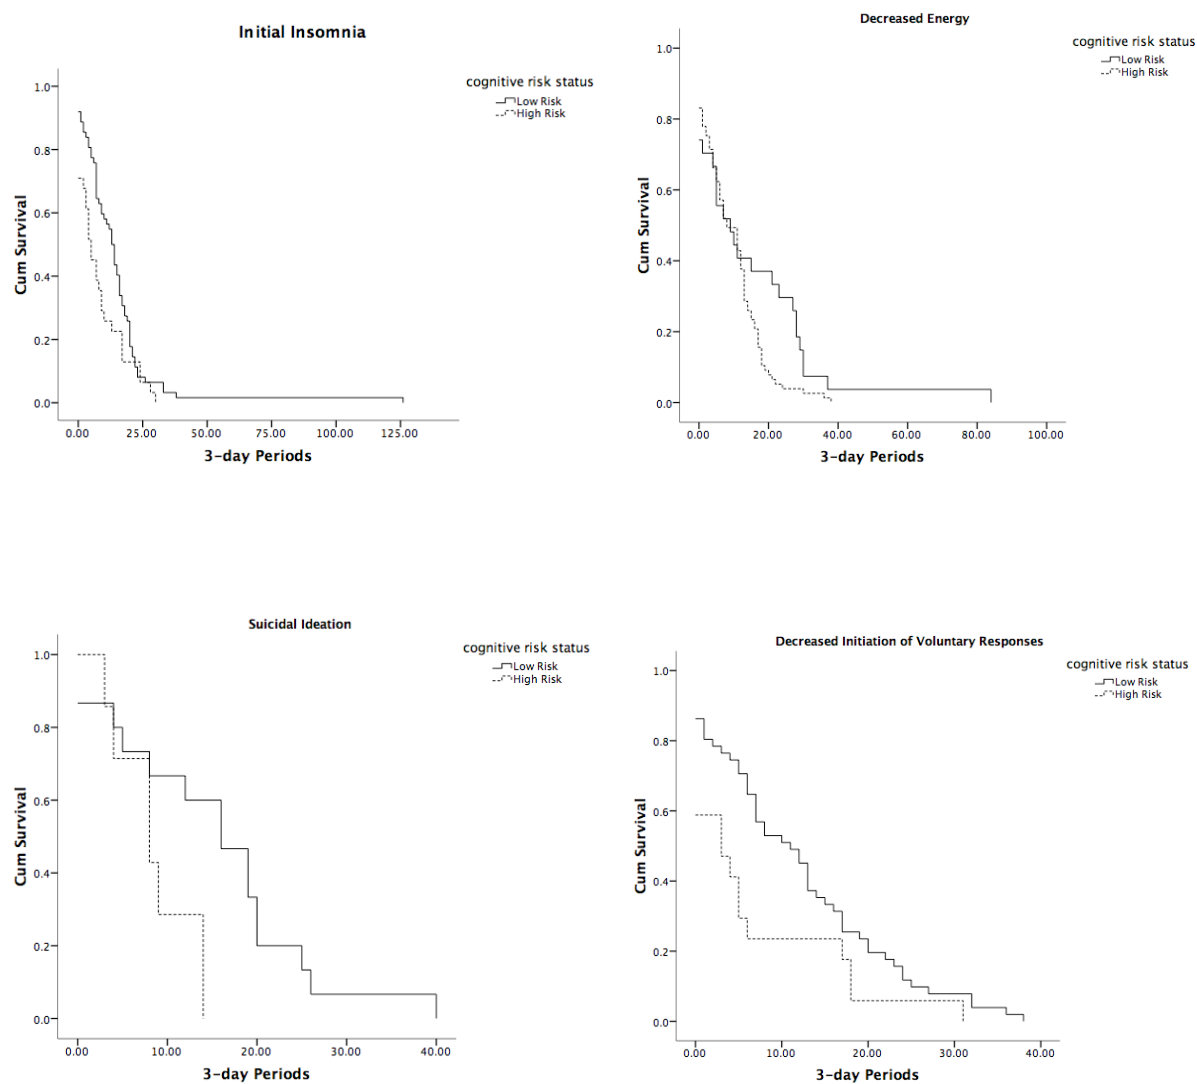 Initial Insomnia
cognitive risk status
Low Risk
High Risk
Cum Survival
1.0
0.8
0.6
0.4
0.2
0.0
0.00 25.00 50.00 75.00 100.00 125.00
3-day Periods
Decreased Energy
cognitive risk status
Low Risk
High Risk
Cum Survival
1.0
0.8
0.6
0.4
0.2
0.0
0.00 20.00 40.00 60.00 80.00 100.00
3-day Periods
Suicidal Ideation
cognitive risk status
Low Risk
High Risk
Cum Survival
1.0
0.8
0.6
0.4
0.2
0.0
0.00 10.00 20.00 30.00 40.00
3-day Periods
Decreased Initiation of Voluntary Responses
cognitive risk status
Low Risk
High Risk
Cum Survival
1.0
0.8
0.6
0.4
0.2
0.0
0.00 10.00 20.00 30.00 40.00
3-day Periods